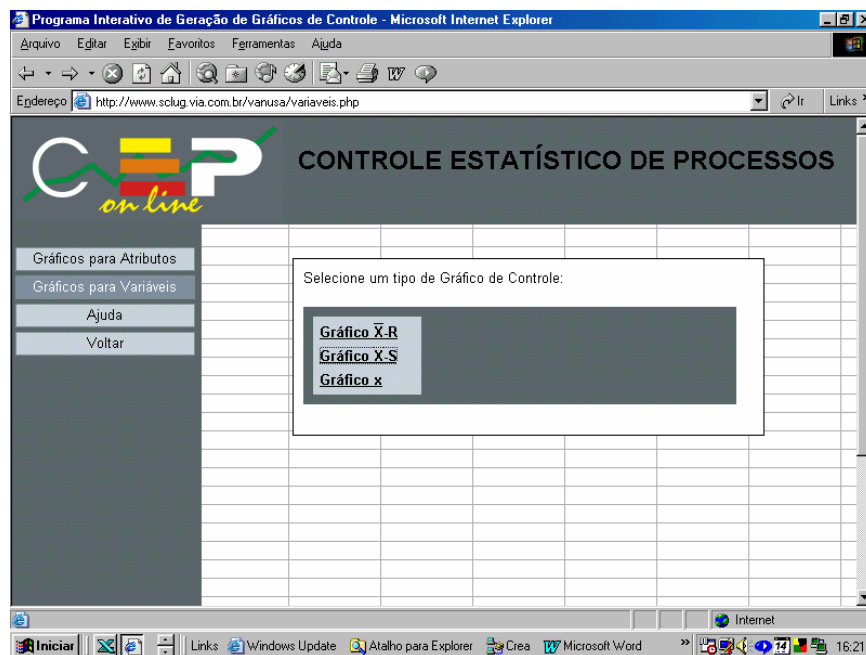 Programa Interativo de Geração de Gráficos de Controle - Microsoft Internet Explorer
Arquivo Editar Exibir Favoritos Ferramentas Ajuda
Endereço http://www.sclug.via.com.br/vanusa/variaveis.php Ir Links
CEP
on line
CONTROLE ESTATÍSTICO DE PROCESSOS
Gráficos para Atributos
Gráficos para Variáveis
Ajuda
Voltar
Selecione um tipo de Gráfico de Controle:
Gráfico X̅-R
Gráfico X̅-S
Gráfico x
Internet
Iniciar Links Windows Update Atalho para Explorer Crea Microsoft Word » 14 16:21